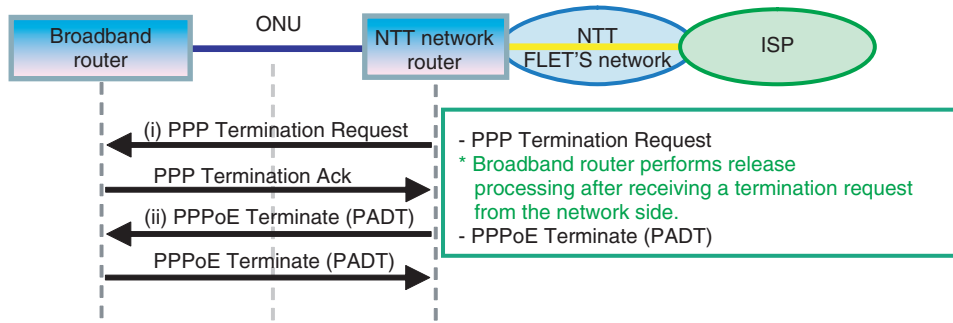 Broadband
router
ONU
NTT network
router
NTT
FLET'S network
ISP
(i) PPP Termination Request
PPP Termination Ack
(ii) PPPoE Terminate (PADT)
PPPoE Terminate (PADT)
- PPP Termination Request
* Broadband router performs release
processing after receiving a termination request
from the network side.
- PPPoE Terminate (PADT)